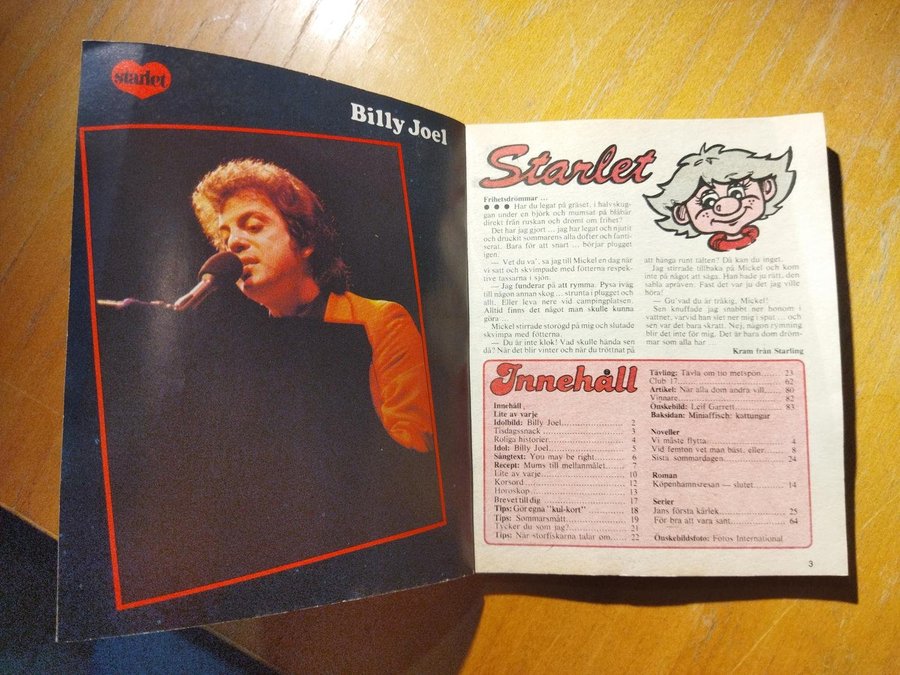 starlet
Billy Joel
Starlet
Frihetsdrömmar ...
● ● ● Har du legat på gräset, i halvskug-
gan under en björk och mumsat på blåbär
direkt från ruskan och drömt om frihet?
Det har jag gjort ... jag har legat och njutit
och druckit sommarens alla dofter och fanti-
serat. Bara för att snart ... börjar plugget
igen.
— Vet du va', sa jag till Mickel en dag när
vi satt och skvimpade med fötterna respek-
tive tassarna i sjön.
— Jag funderar på att rymma. Pysa iväg
till någon annan skog ... strunta i plugget och
allt. Eller leva nere vid campingplatsen.
Alltid finns det något man skulle kunna
göra ...
Mickel stirrade storögd på mig och slutade
skvimpa med fötterna.
— Du är inte klok! Vad skulle hända sen
då? När det blir vinter och när du tröttnat på
att hänga runt tälten? Då kan du inget.
Jag stirrade tillbaka på Mickel och kom
inte på något att säga. Han hade ju rätt, den
sabla apråven. Fast det var ju det jag ville
höra!
— Gu'vad du är tråkig, Mickel!
Sen knuffade jag snabbt ner honom i
vattnet, varvid han slet ner mig i spat ... och
sen var det bara skratt. Nej, någon rymning
blir det inte för mig. Det är bara dom dröm-
mar som alla har ...
Kram från Starling
Innehåll
Innehåll
Lite av varje
Idolbild: Billy Joel 2
Tisdagssnack 3
Roliga historier 4
Idol: Billy Joel 5
Sångtext: You may be right 6
Recept: Mums till mellanmålet 7
Lite av varje 10
Korsord 12
Horoskop 13
Brevet till dig 17
Tips: Gör egna "kul-kort" 18
Tips: Sommarsmått 19
Tycker du som jag? 21
Tips: När storfiskarna talar om 22
Tävling: Tävla om tio metspön 23
Club 17 62
Artikel: När alla dom andra vill 80
Vinnare 82
Önskebild: Leif Garrett 83
Baksidan: Miniaffisch: kattungar
Noveller
Vi måste flytta 4
Vid femton vet man bäst, eller 8
Sista sommardagen 24
Roman
Köpenhamnsresan — slutet 14
Serier
Jans första kärlek 25
För bra att vara sant 64
Önskebildsfoto: Fotos International
3